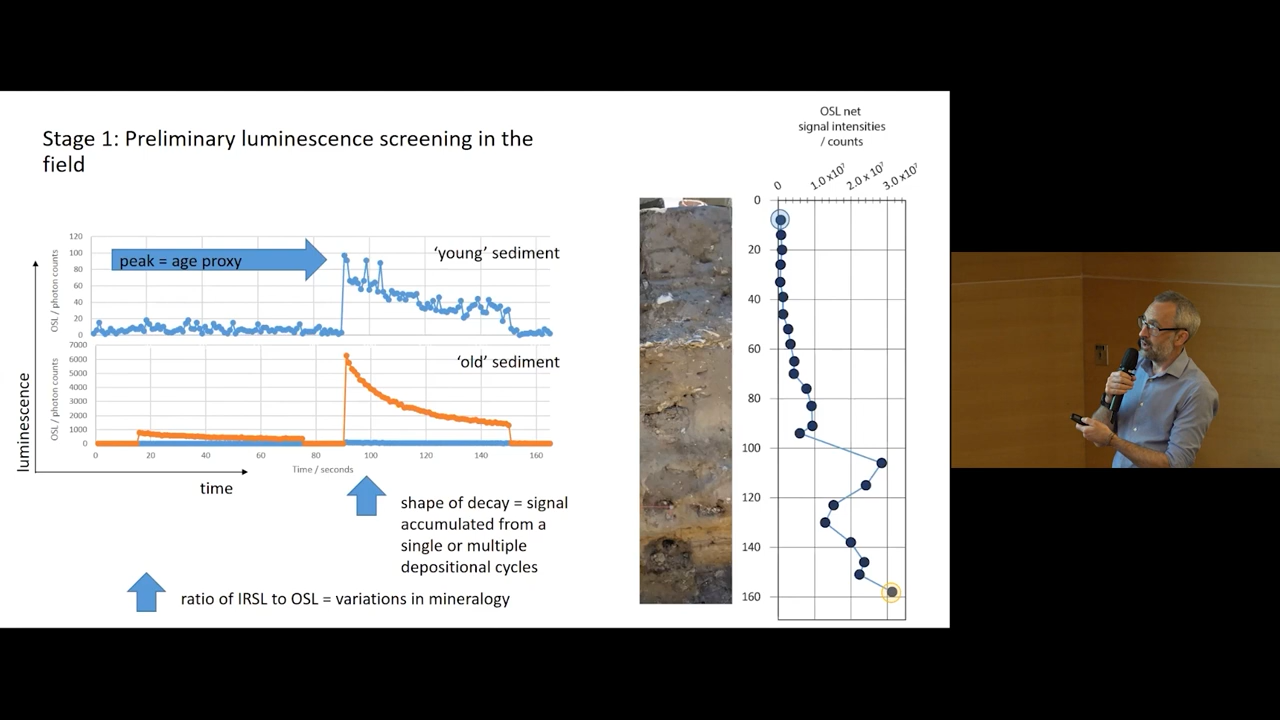 Stage 1: Preliminary luminescence screening in the
field
luminescence
OSL / photon counts
120
100
80
60
40
20
0
peak = age proxy
'young' sediment
OSL / photon counts
7000
6000
5000
4000
3000
2000
1000
0
'old' sediment
0
20
40
60
80
100
120
140
160
Time / seconds
time
shape of decay = signal
accumulated from a
single or multiple
depositional cycles
ratio of IRSL to OSL = variations in mineralogy
OSL net
signal intensities
/ counts
0
1.0 x10⁷
2.0 x 10⁷
3.0 x10⁷
0
20
40
60
80
100
120
140
160